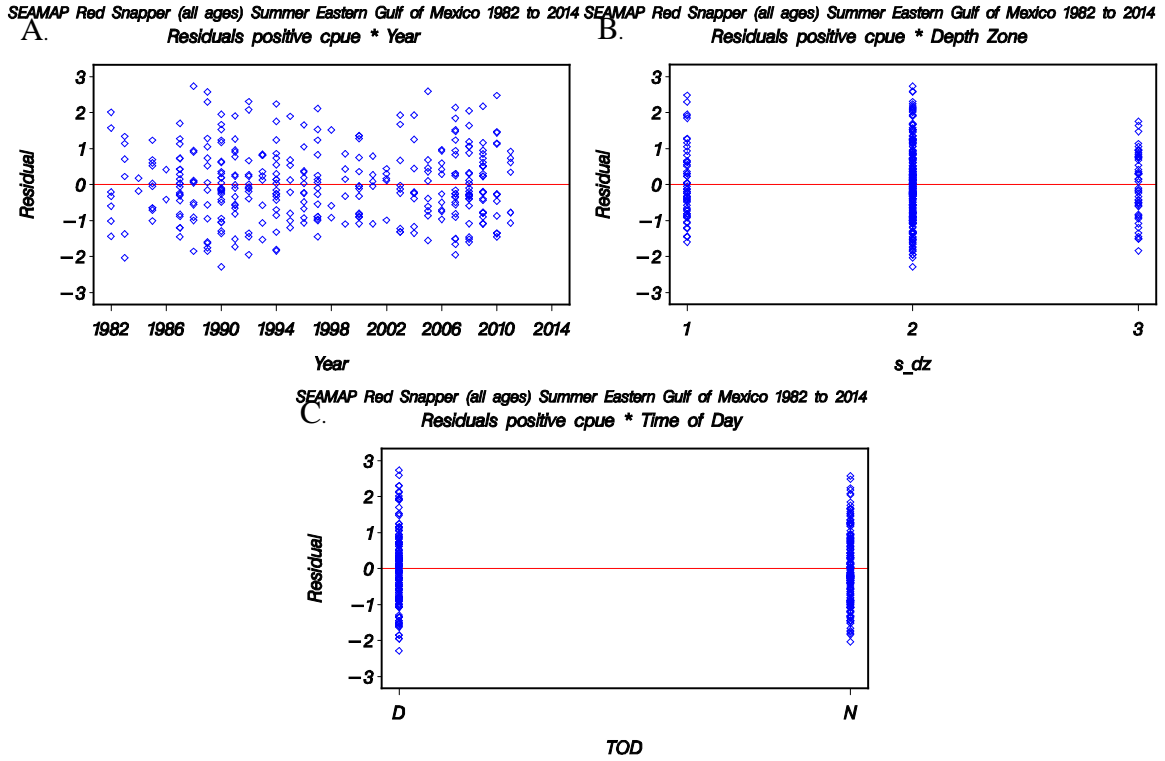 SEAMAP Red Snapper (all ages) Summer Eastern Gulf of Mexico 1982 to 2014
A.
Residuals positive cpue * Year
3
2
1
0
−1
−2
−3
Residual
1982 1986 1990 1994 1998 2002 2006 2010 2014
Year
SEAMAP Red Snapper (all ages) Summer Eastern Gulf of Mexico 1982 to 2014
B.
Residuals positive cpue * Depth Zone
3
2
1
0
−1
−2
−3
Residual
1 2 3
s_dz
SEAMAP Red Snapper (all ages) Summer Eastern Gulf of Mexico 1982 to 2014
C.
Residuals positive cpue * Time of Day
3
2
1
0
−1
−2
−3
Residual
D N
TOD